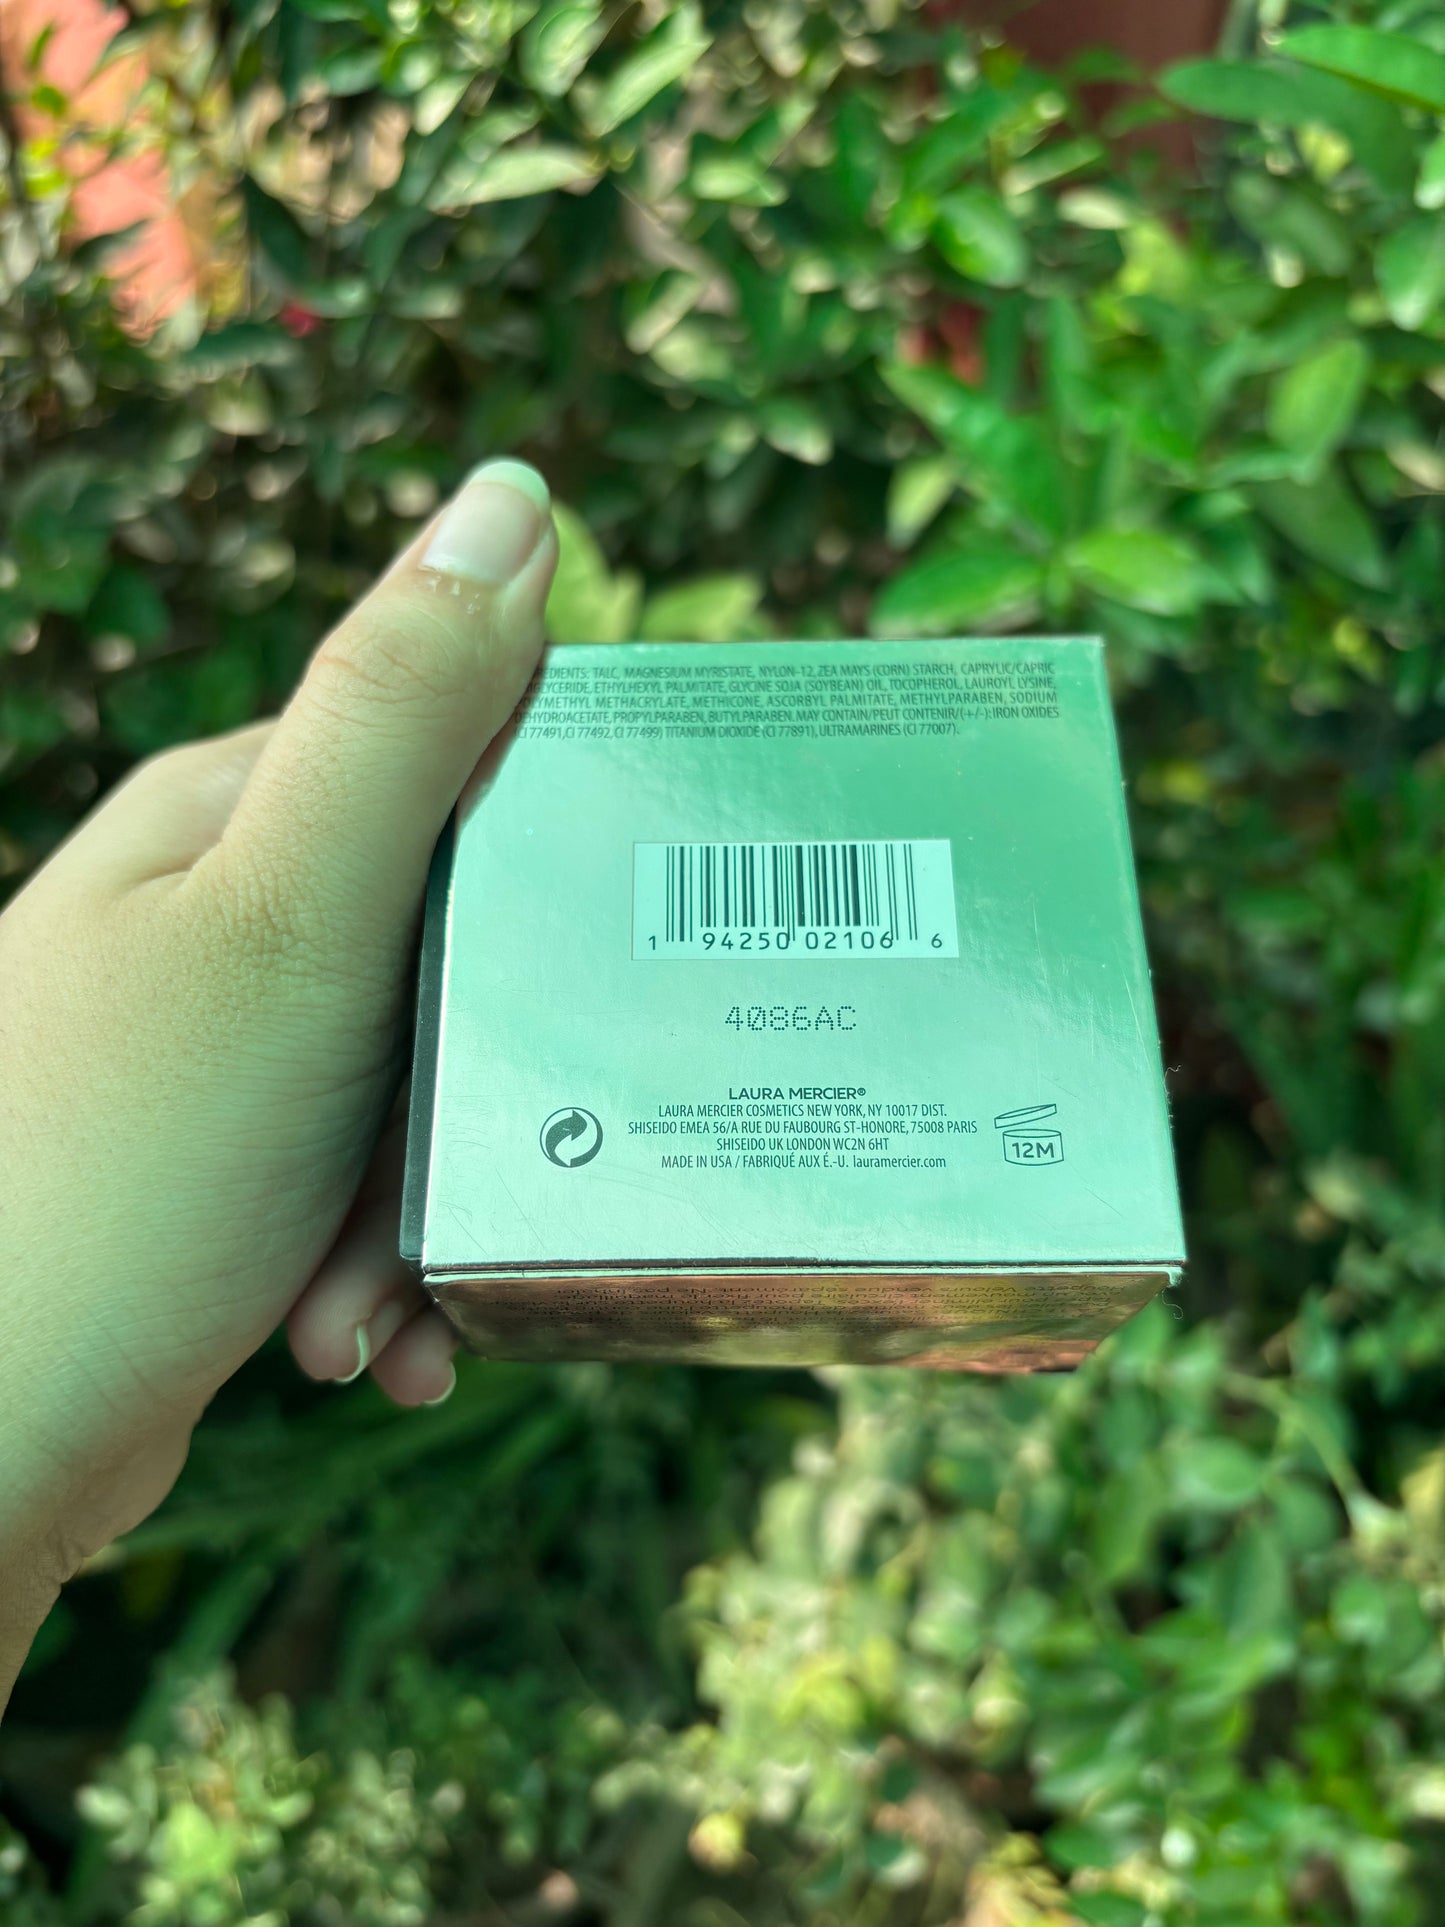 EDIENTS: TALC, MAGNESIUM MYRISTATE, NYLON-12, ZEA MAYS (CORN) STARCH, CAPRYLIC/CAPRIC
GLYCERIDE, ETHYLHEXYL PALMITATE, GLYCINE SOJA (SOYBEAN) OIL, TOCOPHEROL, LAUROYL LYSINE,
LYMETHYL METHACRYLATE, METHICONE, ASCORBYL PALMITATE, METHYLPARABEN, SODIUM
DEHYDROACETATE, PROPYLPARABEN, BUTYLPARABEN. MAY CONTAIN/PEUT CONTENIR/(+/-): IRON OXIDES
CI 77491, CI 77492, CI 77499) TITANIUM DIOXIDE (CI 77891), ULTRAMARINES (CI 77007).
1 94250 02106 6
4086AC
LAURA MERCIER®
LAURA MERCIER COSMETICS NEW YORK, NY 10017 DIST.
SHISEIDO EMEA 56/A RUE DU FAUBOURG ST-HONORE, 75008 PARIS
SHISEIDO UK LONDON WC2N 6HT
MADE IN USA / FABRIQUÉ AUX É.-U. lauramercier.com
12M